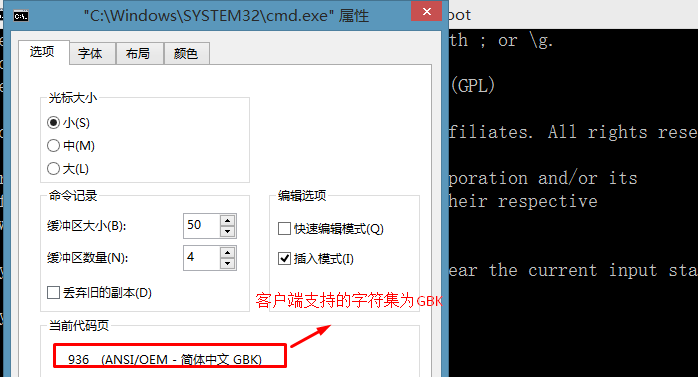 "C:\Windows\SYSTEM32\cmd.exe" 属性
oot
选项
字体
布局
颜色
th ; or \g.
(GPL)
光标大小
小(S)
中(M)
大(L)
filiates. All rights rese
命令记录
缓冲区大小(B):
50
缓冲区数量(N):
4
丢弃旧的副本(D)
编辑选项
快速编辑模式(Q)
插入模式(I)
poration and/or its
heir respective
ear the current input sta
客户端支持的字符集为GBK
当前代码页
936 (ANSI/OEM - 简体中文 GBK)